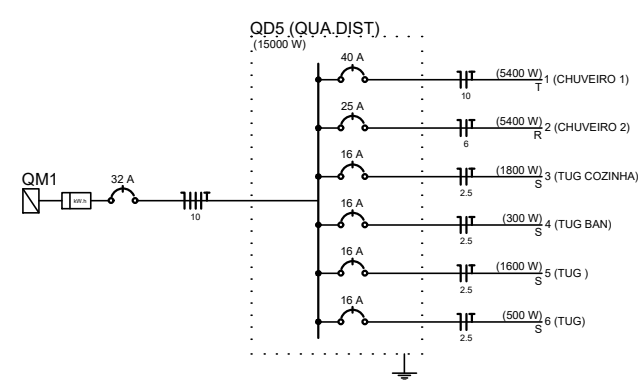 QD5 (QUA.DIST)
(15000 W)
40 A
(5400 W) 1 (CHUVEIRO 1)
T
10
25 A
(5400 W) 2 (CHUVEIRO 2)
R
6
16 A
(1800 W) 3 (TUG COZINHA)
S
2.5
QM1
kW.h
32 A
10
16 A
(300 W) 4 (TUG BAN)
S
2.5
16 A
(1600 W) 5 (TUG )
S
2.5
16 A
(500 W) 6 (TUG)
S
2.5